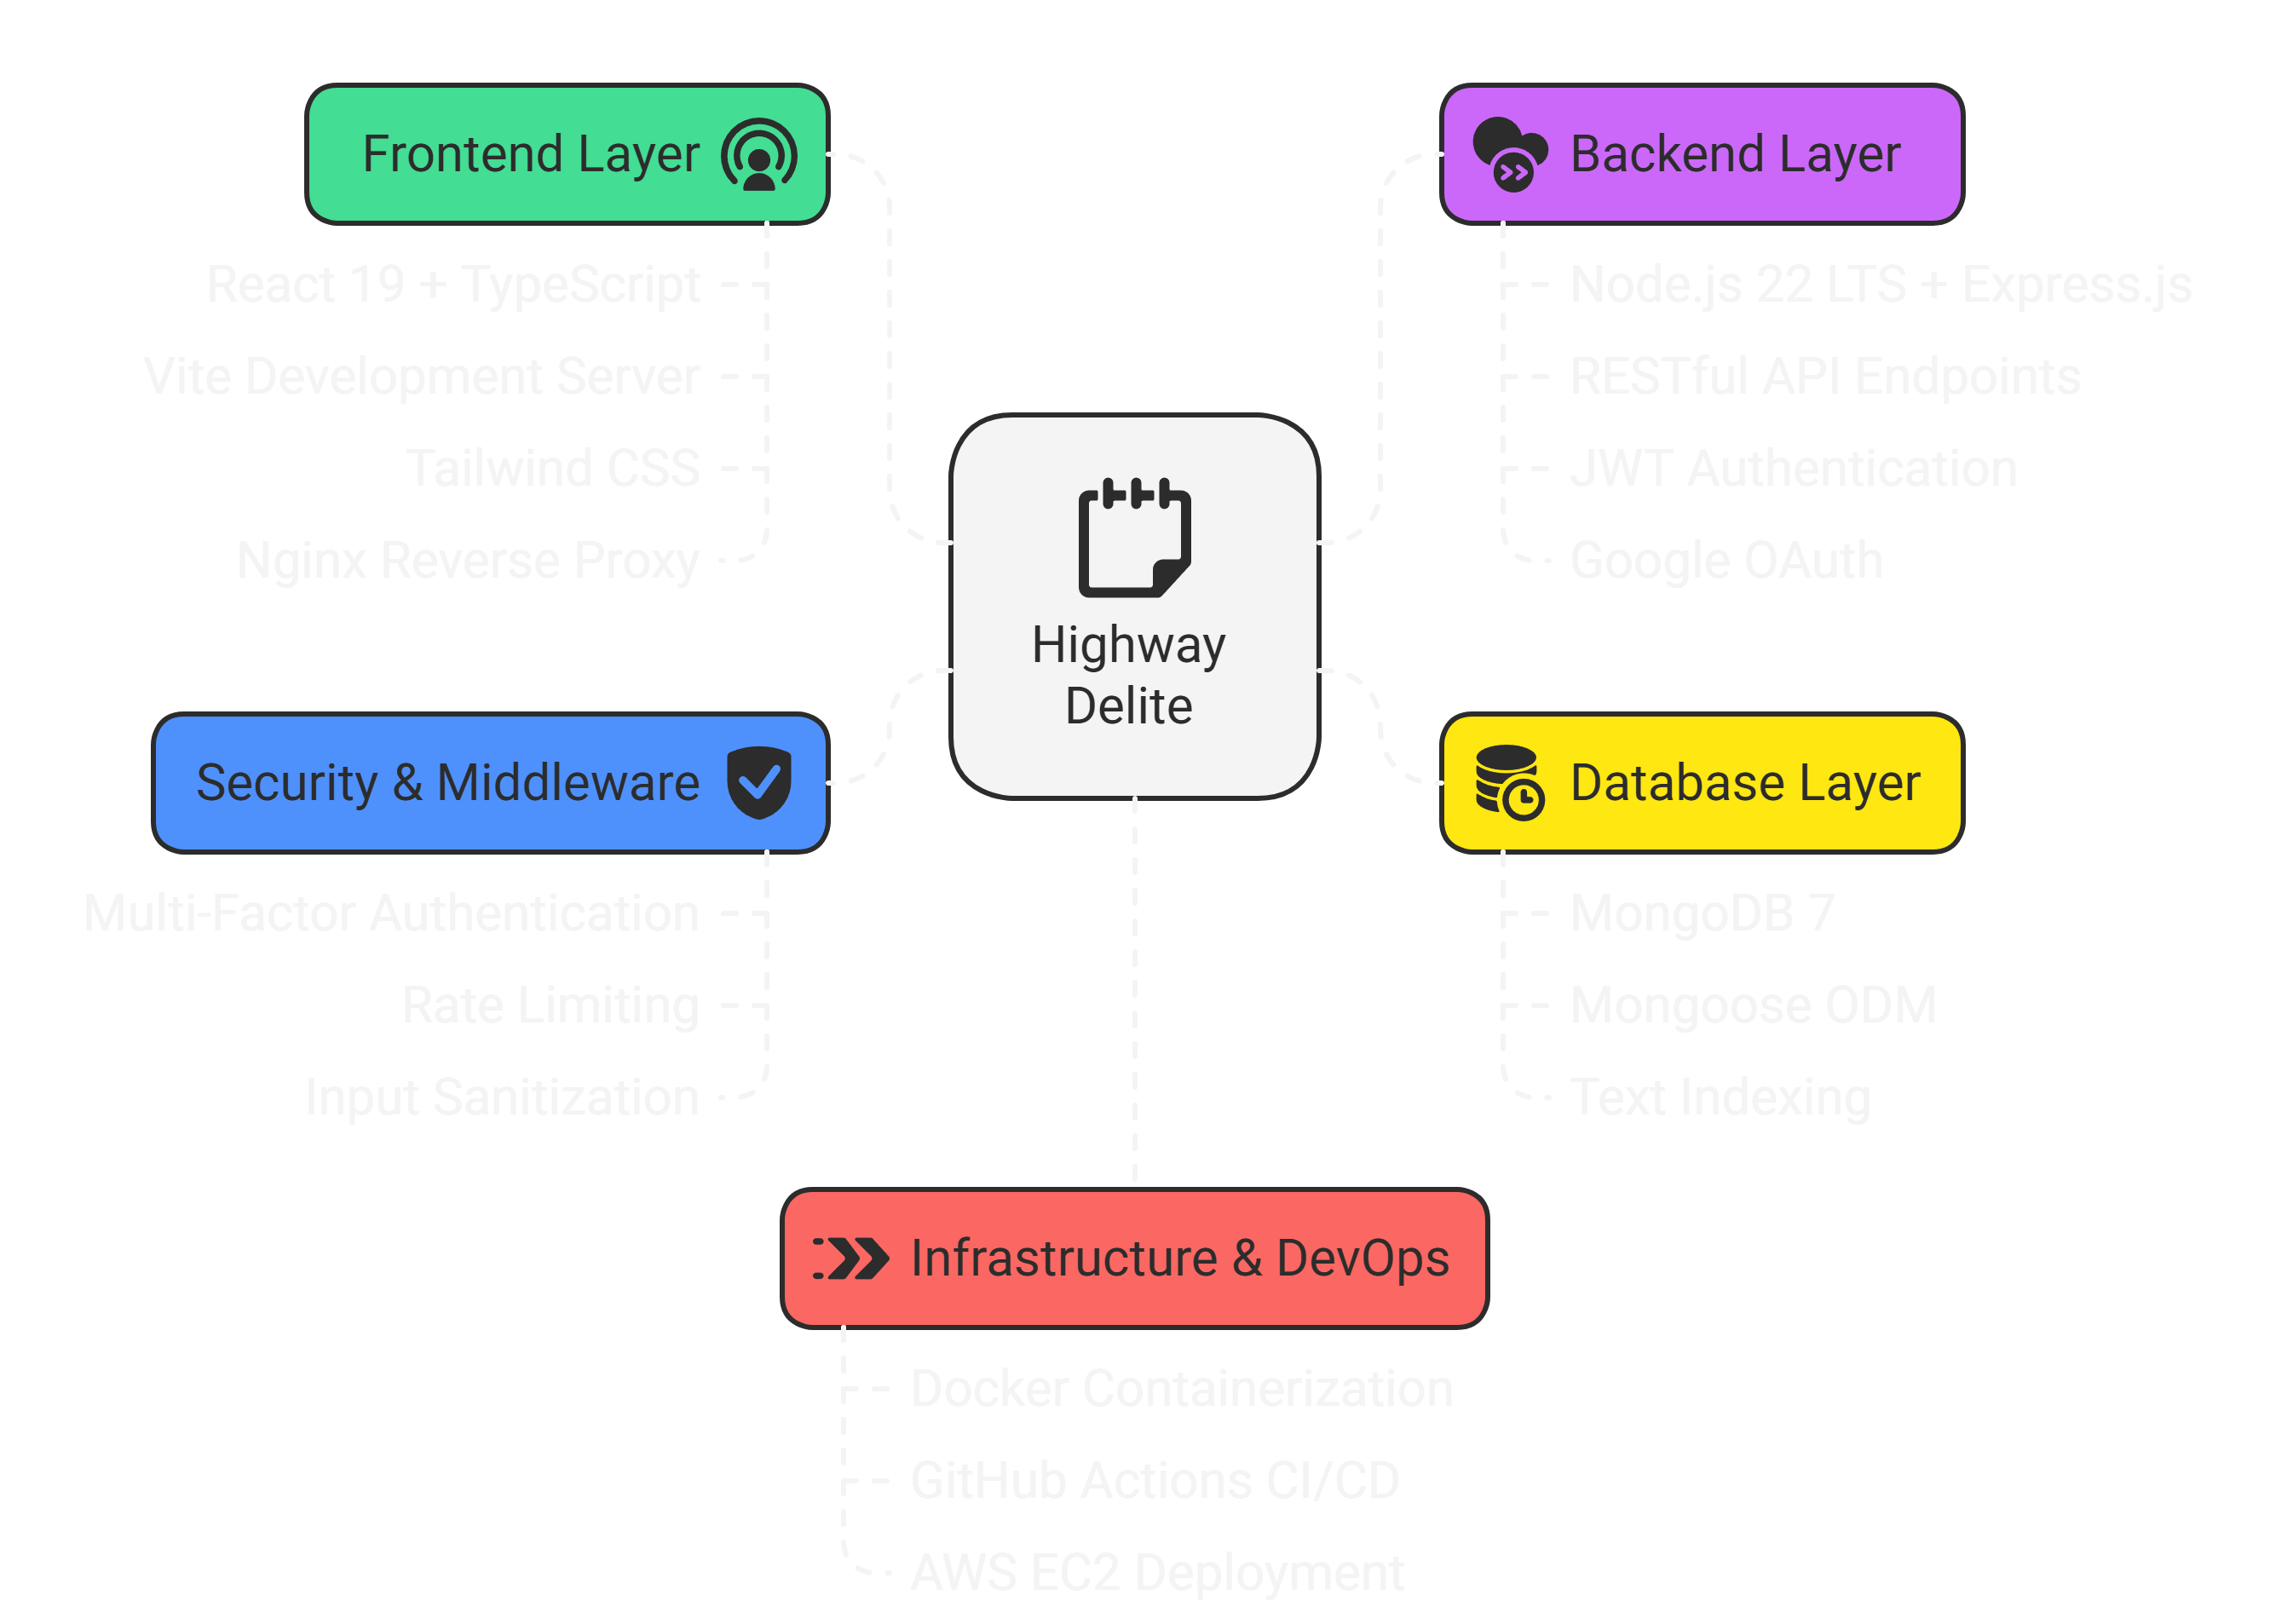 Frontend Layer
React 19 + TypeScript
Vite Development Server
Tailwind CSS
Nginx Reverse Proxy
Backend Layer
Node.js 22 LTS + Express.js
RESTful API Endpoints
JWT Authentication
Google OAuth
Highway
Delite
Security & Middleware
Multi-Factor Authentication
Rate Limiting
Input Sanitization
Database Layer
MongoDB 7
Mongoose ODM
Text Indexing
Infrastructure & DevOps
Docker Containerization
GitHub Actions CI/CD
AWS EC2 Deployment